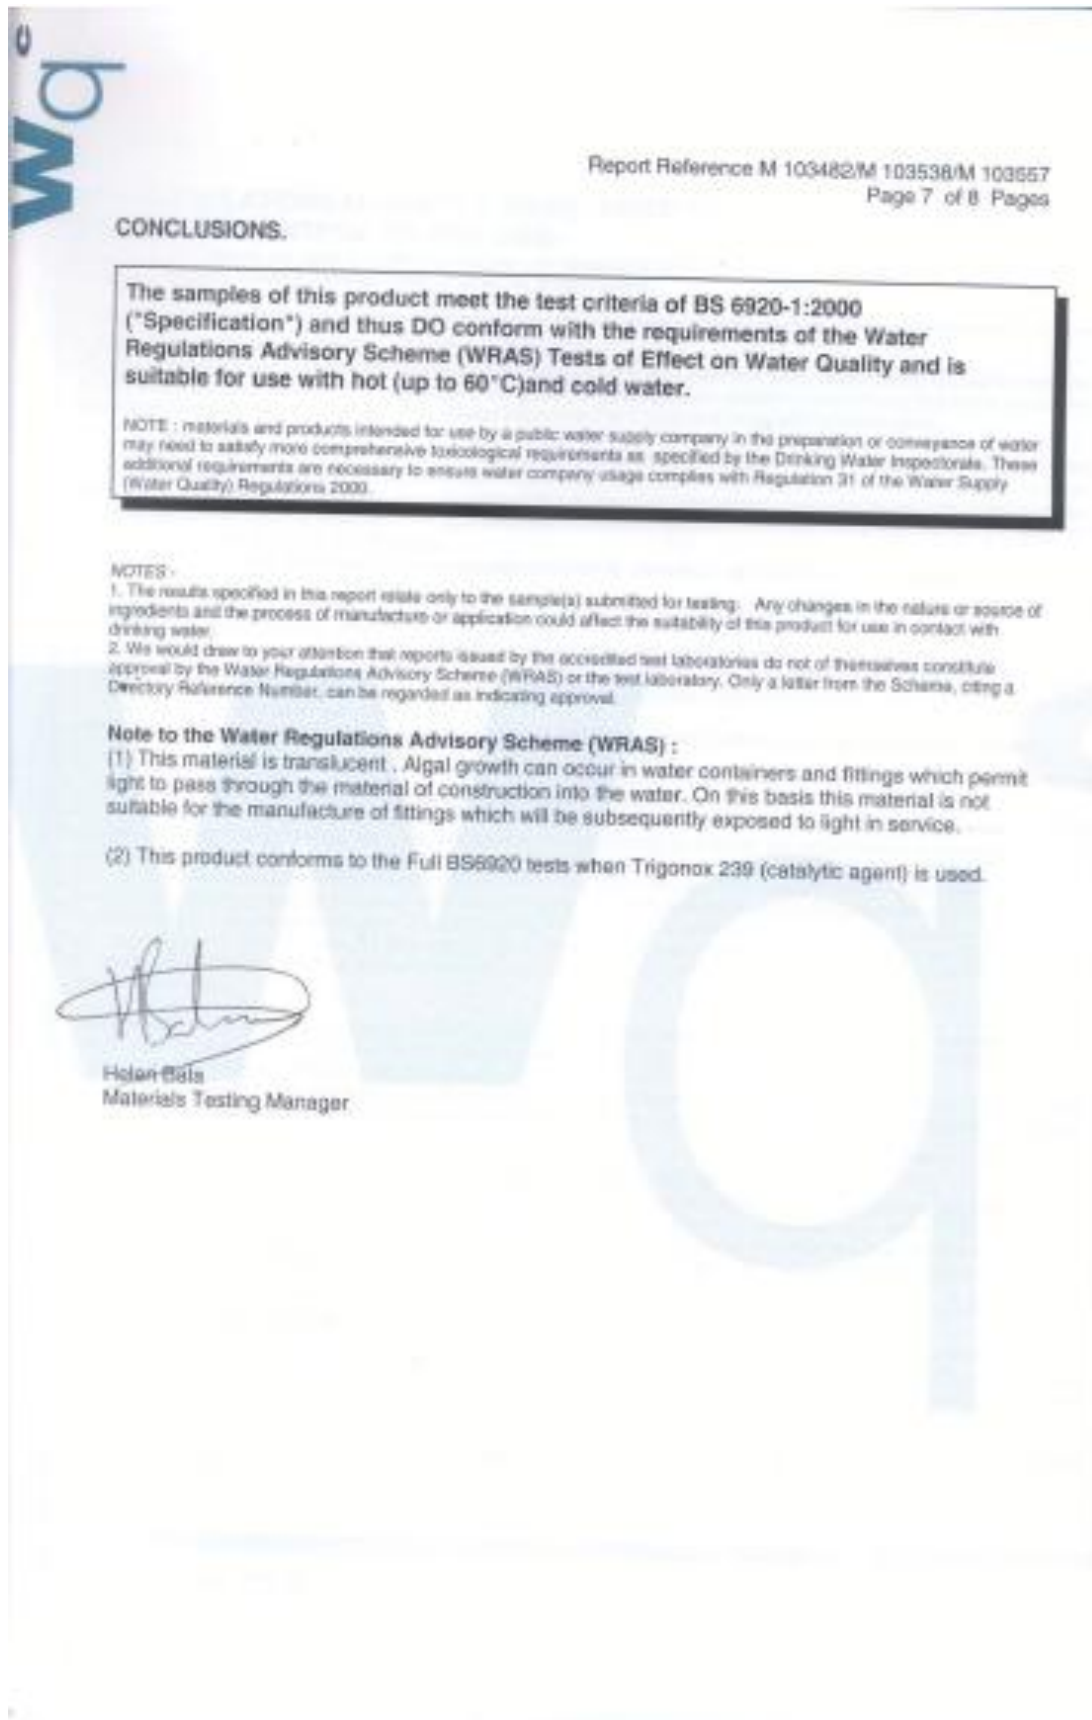 wq c
Report Reference M 103482/M 103538/M 103557
Page 7 of 8 Pages
CONCLUSIONS.
The samples of this product meet the test criteria of BS 6920-1:2000
("Specification") and thus DO conform with the requirements of the Water
Regulations Advisory Scheme (WRAS) Tests of Effect on Water Quality and is
suitable for use with hot (up to 60°C)and cold water.
NOTE : materials and products intended for use by a public water supply company in the preparation or conveyance of water
may need to satisfy more comprehensive toxicological requirements as specified by the Drinking Water Inspectorate. These
additional requirements are necessary to ensure water company usage complies with Regulation 31 of the Water Supply
(Water Quality) Regulations 2000.
NOTES -
1. The results specified in this report relate only to the sample(s) submitted for testing. Any changes in the nature or source of
ingredients and the process of manufacture or application could affect the suitability of this product for use in contact with
drinking water.
2. We would draw to your attention that reports issued by the accredited test laboratories do not of themselves constitute
approval by the Water Regulations Advisory Scheme (WRAS) or the test laboratory. Only a letter from the Scheme, citing a
Directory Reference Number, can be regarded as indicating approval.
Note to the Water Regulations Advisory Scheme (WRAS) :
(1) This material is translucent . Algal growth can occur in water containers and fittings which permit
light to pass through the material of construction into the water. On this basis this material is not
suitable for the manufacture of fittings which will be subsequently exposed to light in service.
(2) This product conforms to the Full BS6920 tests when Trigonox 239 (catalytic agent) is used.
Helen Bala
Materials Testing Manager
wq